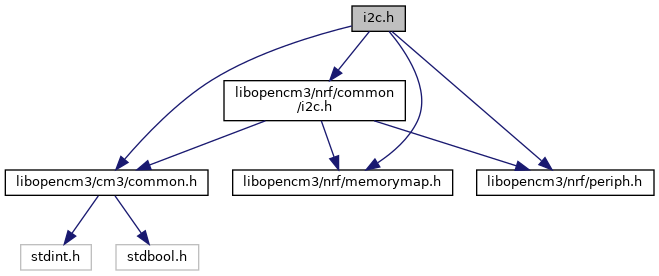 i2c.h
libopencm3/nrf/common
/i2c.h
libopencm3/cm3/common.h
libopencm3/nrf/memorymap.h
libopencm3/nrf/periph.h
stdint.h
stdbool.h